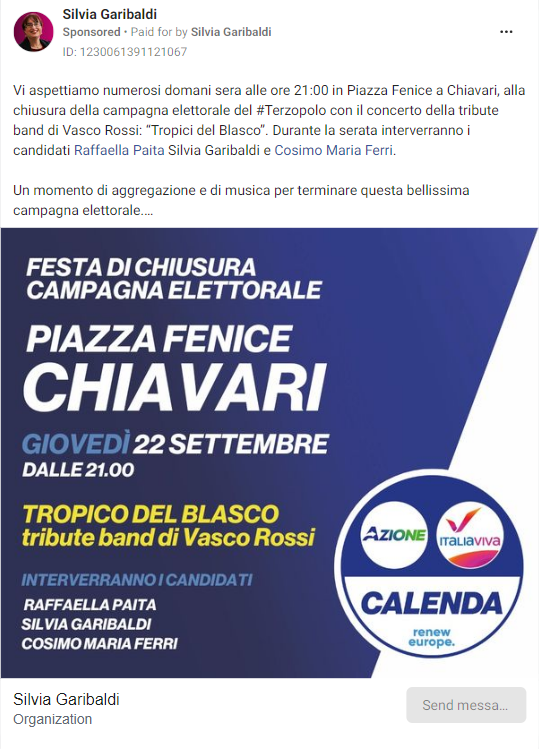 Silvia Garibaldi
Sponsored • Paid for by Silvia Garibaldi
ID: 1230061391121067
Vi aspettiamo numerosi domani sera alle ore 21:00 in Piazza Fenice a Chiavari, alla
chiusura della campagna elettorale del #Terzopolo con il concerto della tribute
band di Vasco Rossi: “Tropici del Blasco”. Durante la serata interverranno i
candidati Raffaella Paita Silvia Garibaldi e Cosimo Maria Ferri.
Un momento di aggregazione e di musica per terminare questa bellissima
campagna elettorale....
FESTA DI CHIUSURA
CAMPAGNA ELETTORALE
PIAZZA FENICE
CHIAVARI
GIOVEDÌ 22 SETTEMBRE
DALLE 21.00
TROPICO DEL BLASCO
tribute band di Vasco Rossi
INTERVERRANNO I CANDIDATI
RAFFAELLA PAITA
SILVIA GARIBALDI
COSIMO MARIA FERRI
AZIONE
ITALIAVIVA
CALENDA
renew
europe.
Silvia Garibaldi
Organization
Send messa...